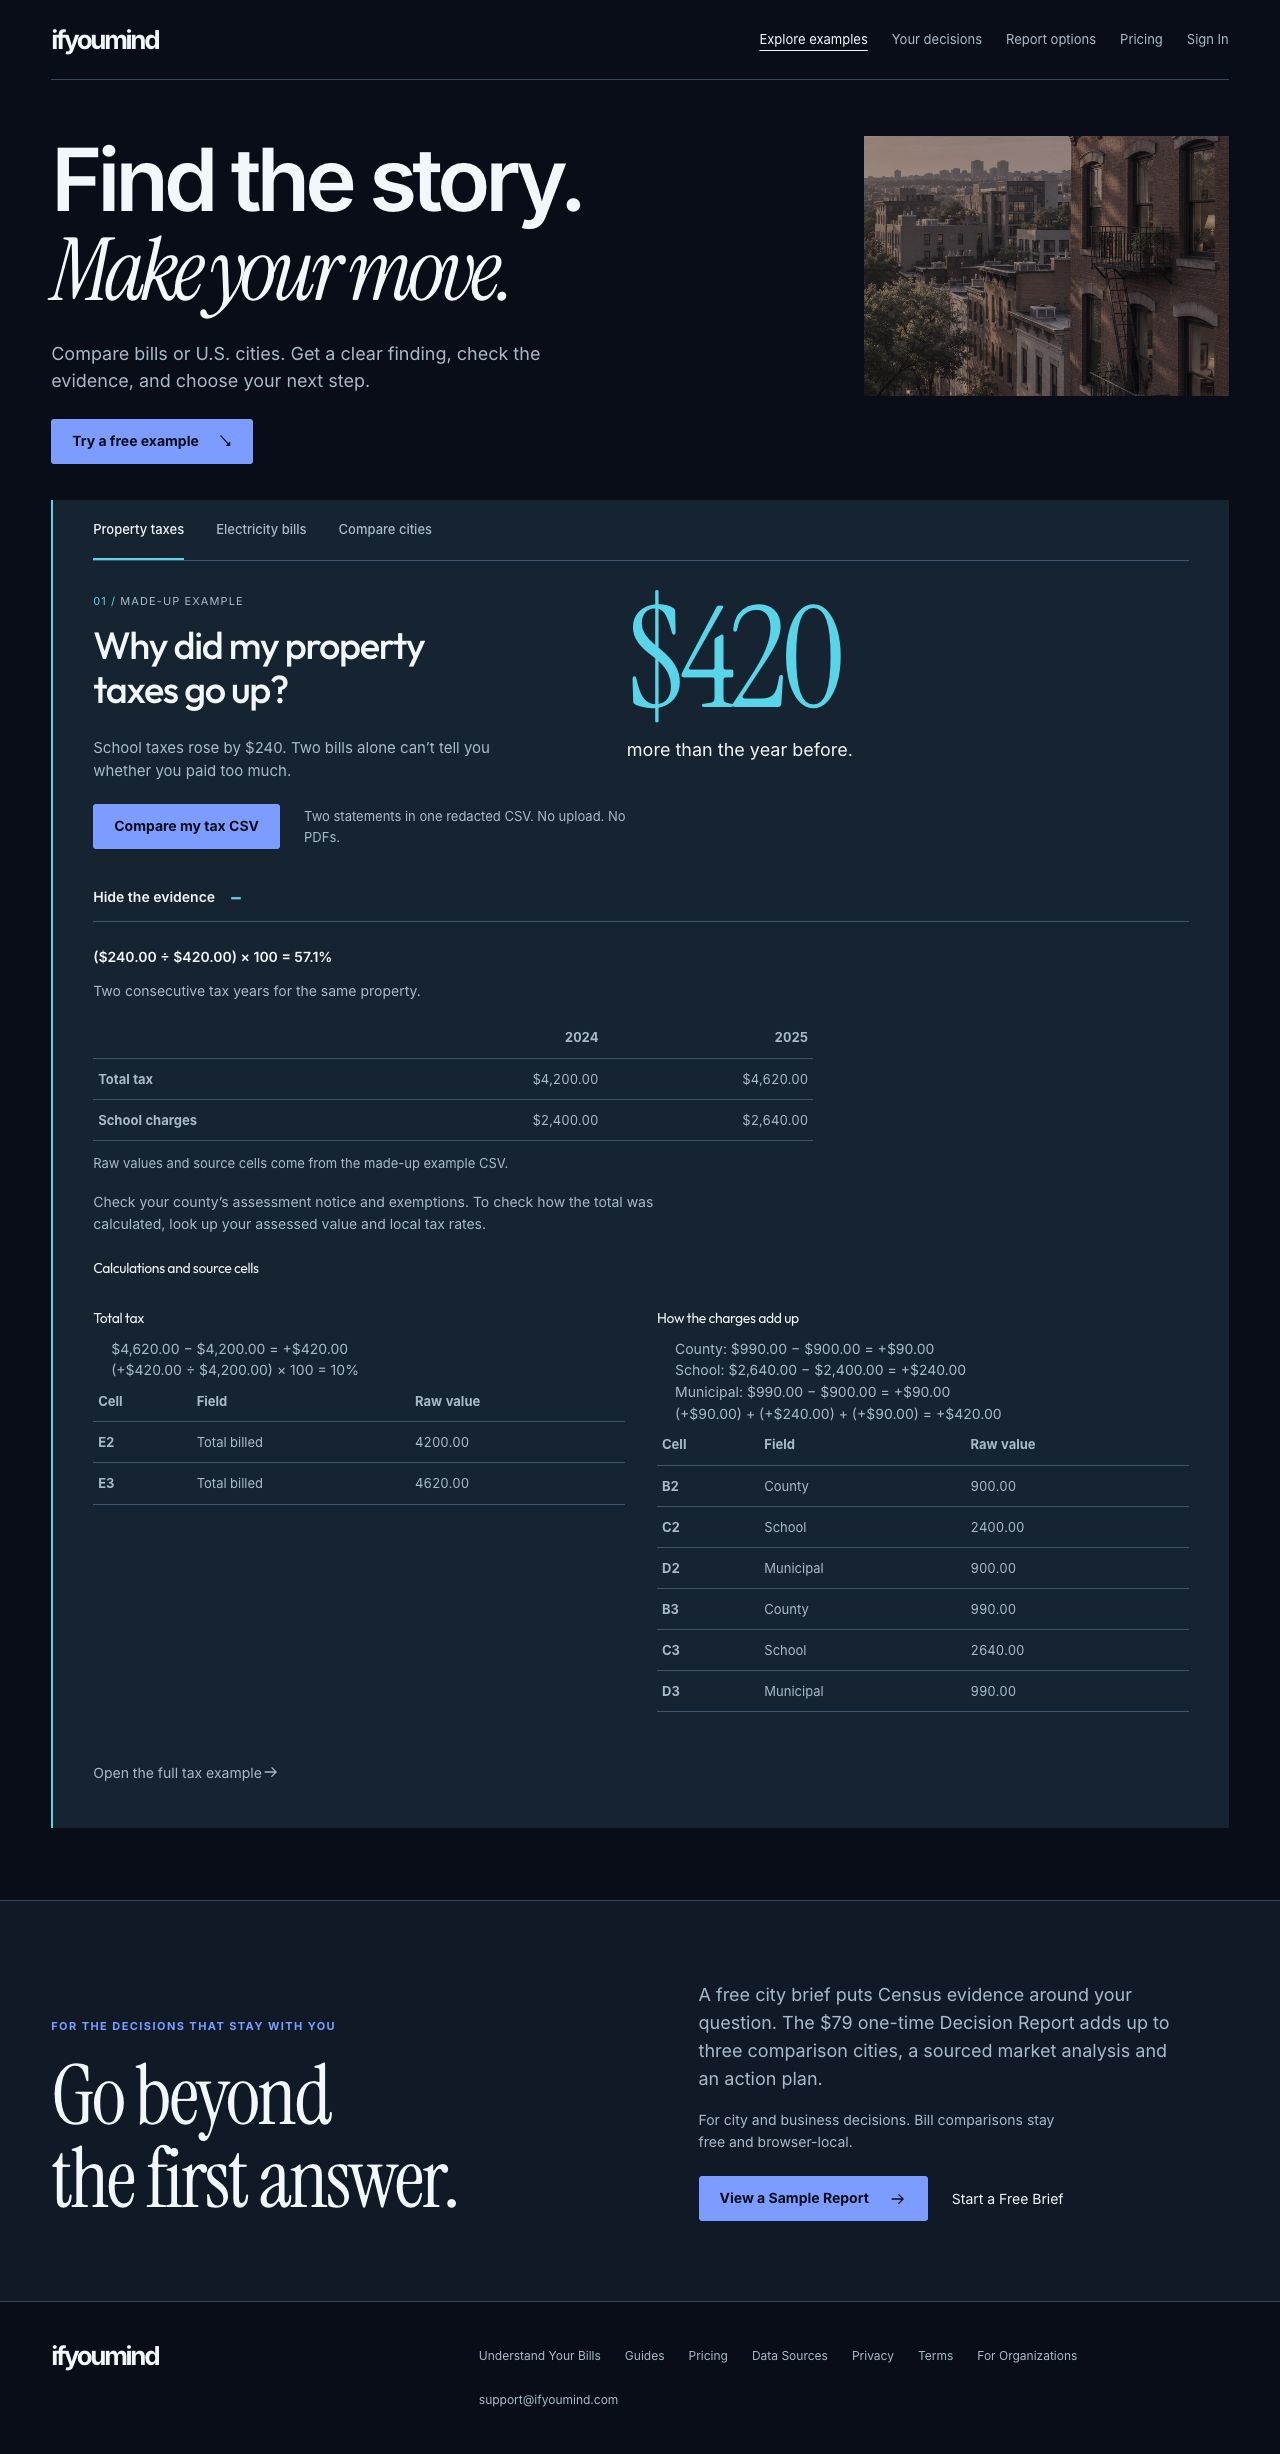 ifyoumind
Explore examples Your decisions Report options Pricing Sign In
Find the story.
Make your move.
Compare bills or U.S. cities. Get a clear finding, check the
evidence, and choose your next step.
Try a free example ↘
Property taxes Electricity bills Compare cities
01 / MADE-UP EXAMPLE
Why did my property
taxes go up?
School taxes rose by $240. Two bills alone can’t tell you
whether you paid too much.
$420
more than the year before.
Compare my tax CSV
Two statements in one redacted CSV. No upload. No
PDFs.
Hide the evidence –
($240.00 ÷ $420.00) × 100 = 57.1%
Two consecutive tax years for the same property.
2024 2025
Total tax $4,200.00 $4,620.00
School charges $2,400.00 $2,640.00
Raw values and source cells come from the made-up example CSV.
Check your county’s assessment notice and exemptions. To check how the total was
calculated, look up your assessed value and local tax rates.
Calculations and source cells
Total tax
$4,620.00 − $4,200.00 = +$420.00
(+$420.00 ÷ $4,200.00) × 100 = 10%
Cell Field Raw value
E2 Total billed 4200.00
E3 Total billed 4620.00
How the charges add up
County: $990.00 − $900.00 = +$90.00
School: $2,640.00 − $2,400.00 = +$240.00
Municipal: $990.00 − $900.00 = +$90.00
(+$90.00) + (+$240.00) + (+$90.00) = +$420.00
Cell Field Raw value
B2 County 900.00
C2 School 2400.00
D2 Municipal 900.00
B3 County 990.00
C3 School 2640.00
D3 Municipal 990.00
Open the full tax example →
FOR THE DECISIONS THAT STAY WITH YOU
Go beyond
the first answer.
A free city brief puts Census evidence around your
question. The $79 one-time Decision Report adds up to
three comparison cities, a sourced market analysis and
an action plan.
For city and business decisions. Bill comparisons stay
free and browser-local.
View a Sample Report → Start a Free Brief
ifyoumind
Understand Your Bills Guides Pricing Data Sources Privacy Terms For Organizations
support@ifyoumind.com